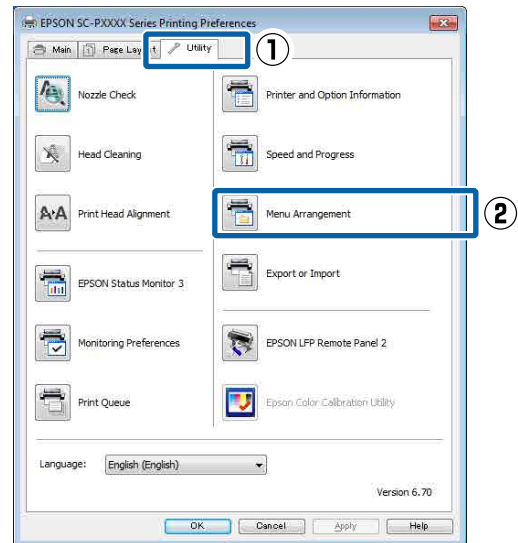 EPSON SC-PXXXX Series Printing Preferences
Main Page Layout Utility
①
Nozzle Check
Printer and Option Information
Head Cleaning
Speed and Progress
A·A Print Head Alignment
Menu Arrangement
②
EPSON Status Monitor 3
Export or Import
Monitoring Preferences
EPSON LFP Remote Panel 2
Print Queue
Epson Color Calibration Utility
Language: English (English)
Version 6.70
OK Cancel Apply Help